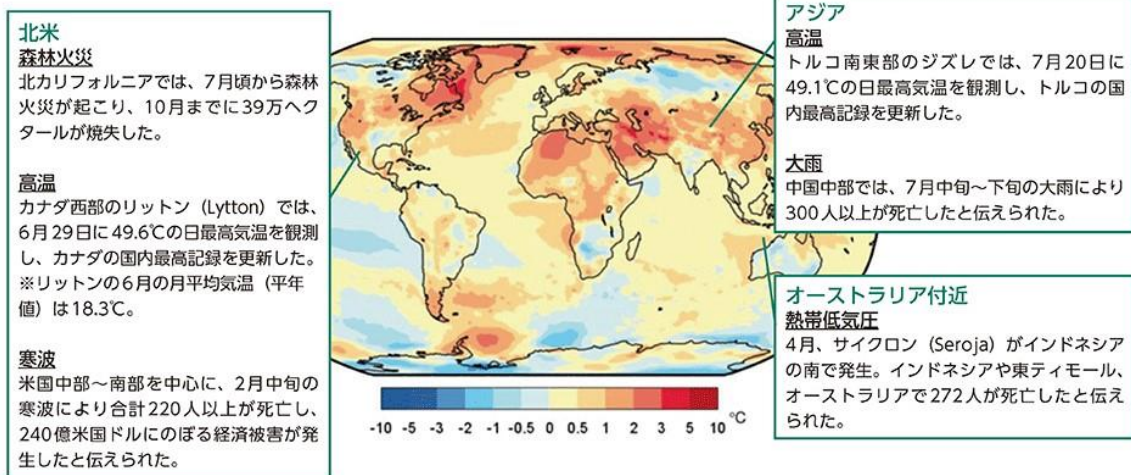 北米
森林火災
北カリフォルニアでは、7月頃から森林
火災が起こり、10月までに39万ヘク
タールが焼失した。
高温
カナダ西部のリットン（Lytton）では、
6月29日に49.6℃の日最高気温を観測
し、カナダの国内最高記録を更新した。
※リットンの6月の月平均気温（平年
値）は18.3℃。
寒波
米国中部～南部を中心に、2月中旬の
寒波により合計220人以上が死亡し、
240億米国ドルにのぼる経済被害が発
生したと伝えられた。
アジア
高温
トルコ南東部のジズレでは、7月20日に
49.1℃の日最高気温を観測し、トルコの国
内最高記録を更新した。
大雨
中国中部では、7月中旬～下旬の大雨により
300人以上が死亡したと伝えられた。
オーストラリア付近
熱帯低気圧
4月、サイクロン（Seroja）がインドネシア
の南で発生。インドネシアや東ティモール、
オーストラリアで272人が死亡したと伝え
られた。
-10 -5 -3 -2 -1 -0.5 0 0.5 1 2 3 5 10 ℃